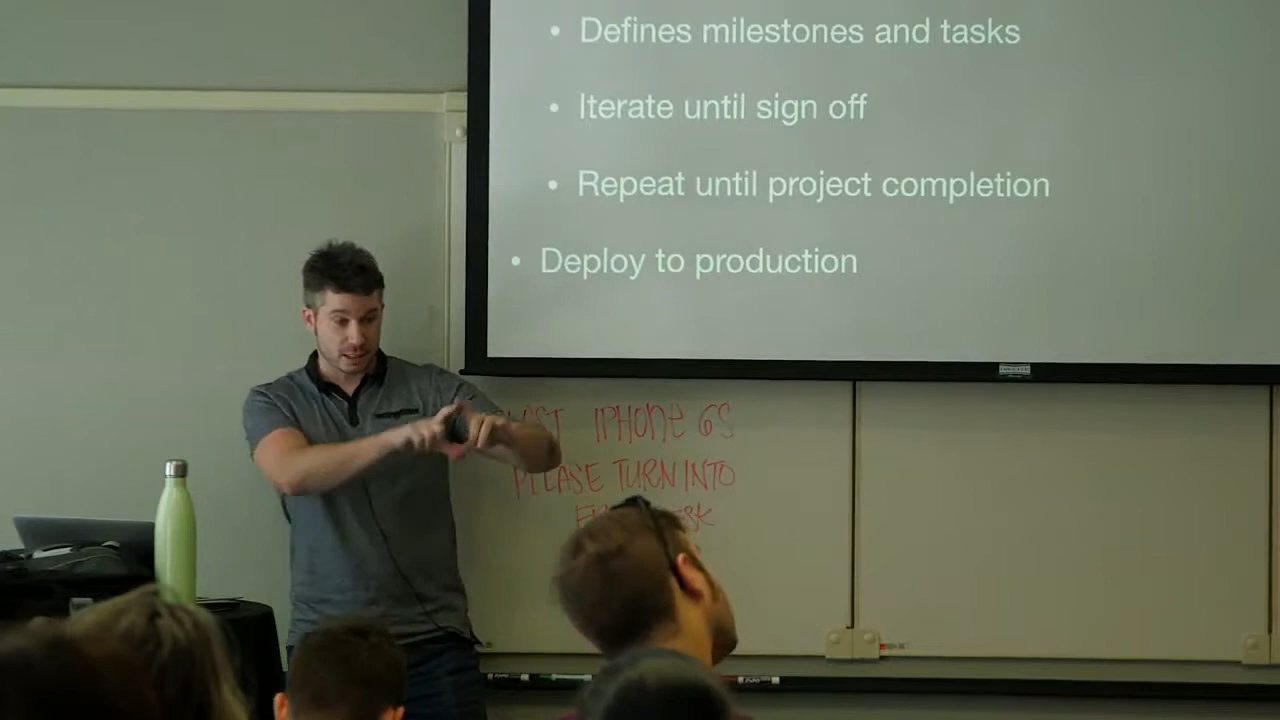 • Defines milestones and tasks
• Iterate until sign off
• Repeat until project completion
• Deploy to production
IPHONE 6S
PLEASE TURN INTO